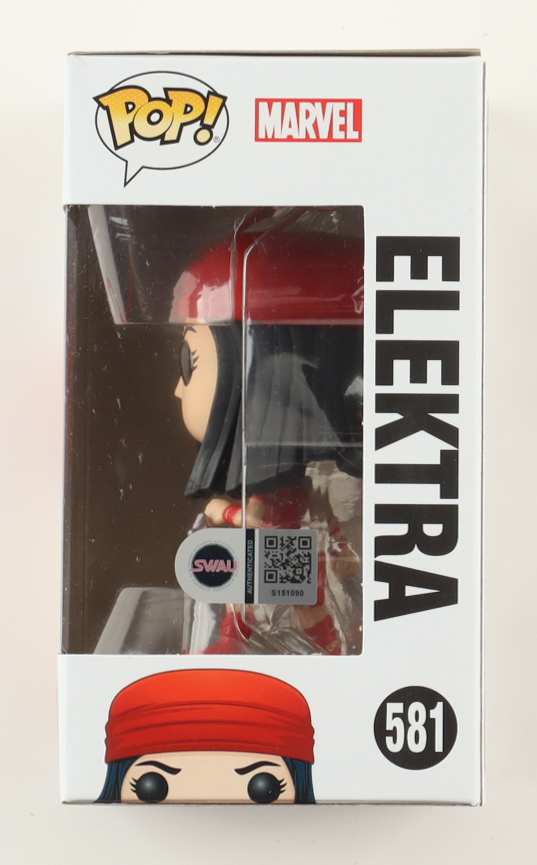 POP!
MARVEL
ELEKTRA
SWAU
AUTHENTICATED
S151090
581